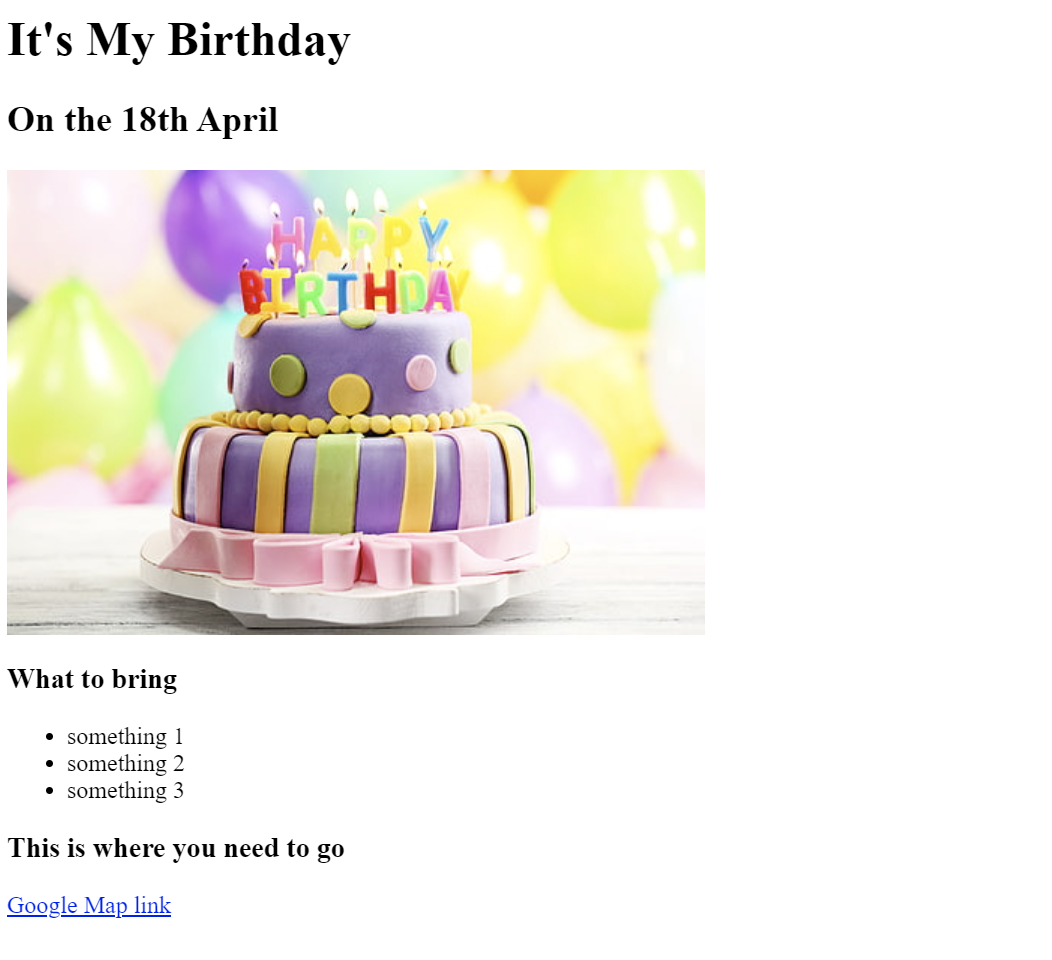 It's My Birthday
On the 18th April
HAPPY
BIRTHDAY
What to bring
something 1
something 2
something 3
This is where you need to go
Google Map link